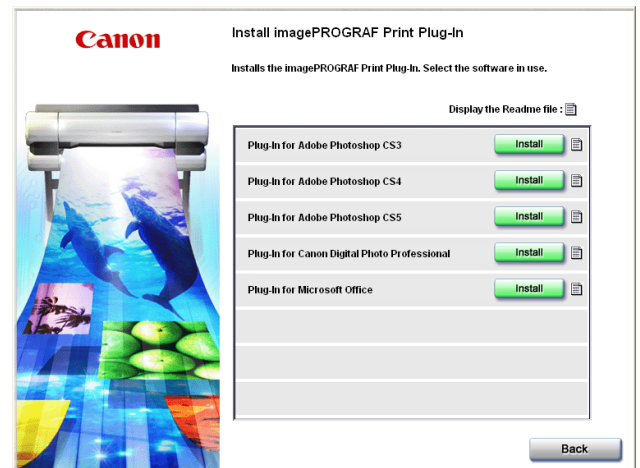 Canon
Install imagePROGRAF Print Plug-In
Installs the imagePROGRAF Print Plug-In. Select the software in use.
Display the Readme file :
Plug-In for Adobe Photoshop CS3 Install
Plug-In for Adobe Photoshop CS4 Install
Plug-In for Adobe Photoshop CS5 Install
Plug-In for Canon Digital Photo Professional Install
Plug-In for Microsoft Office Install
Back